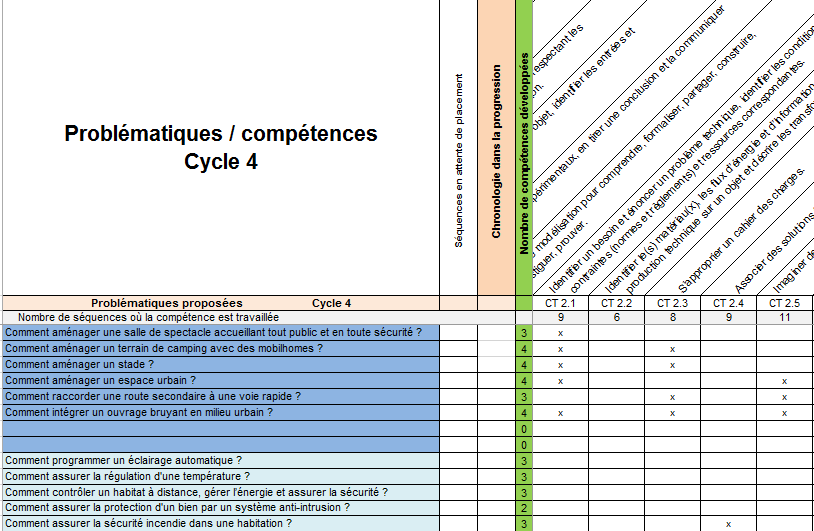 Problématiques / compétences
Cycle 4
Séquences en attente de placement
Chronologie dans la progression
Nombre de compétences développées
respectant les
objet, identifier les entrées et
expérimentaux, en tirer une conclusion et la communiquer
modélisation pour comprendre, formaliser, partager, construire,
prouver.
Identifier un besoin et énoncer un problème technique, identifier les
contraintes (normes et règlements) et ressources correspondantes.
Identifier le(s) matériau(x), les flux d'énergie et d'information
production technique sur un objet et décrire les
S'approprier un cahier des charges.
Associer des solutions
Imaginer
Problématiques proposées Cycle 4 CT 2.1 CT 2.2 CT 2.3 CT 2.4 CT 2.5
Nombre de séquences où la compétence est travaillée 9 6 8 9 11
Comment aménager une salle de spectacle accueillant tout public et en toute sécurité ? 3 x
Comment aménager un terrain de camping avec des mobilhomes ? 4 x x
Comment aménager un stade ? 4 x x
Comment aménager un espace urbain ? 4 x x
Comment raccorder une route secondaire à une voie rapide ? 3 x x
Comment intégrer un ouvrage bruyant en milieu urbain ? 4 x x x
0
0
Comment programmer un éclairage automatique ? 3
Comment assurer la régulation d'une température ? 3
Comment contrôler un habitat à distance, gérer l'énergie et assurer la sécurité ? 3
Comment assurer la protection d'un bien par un système anti-intrusion ? 2
Comment assurer la sécurité incendie dans une habitation ? 3 x